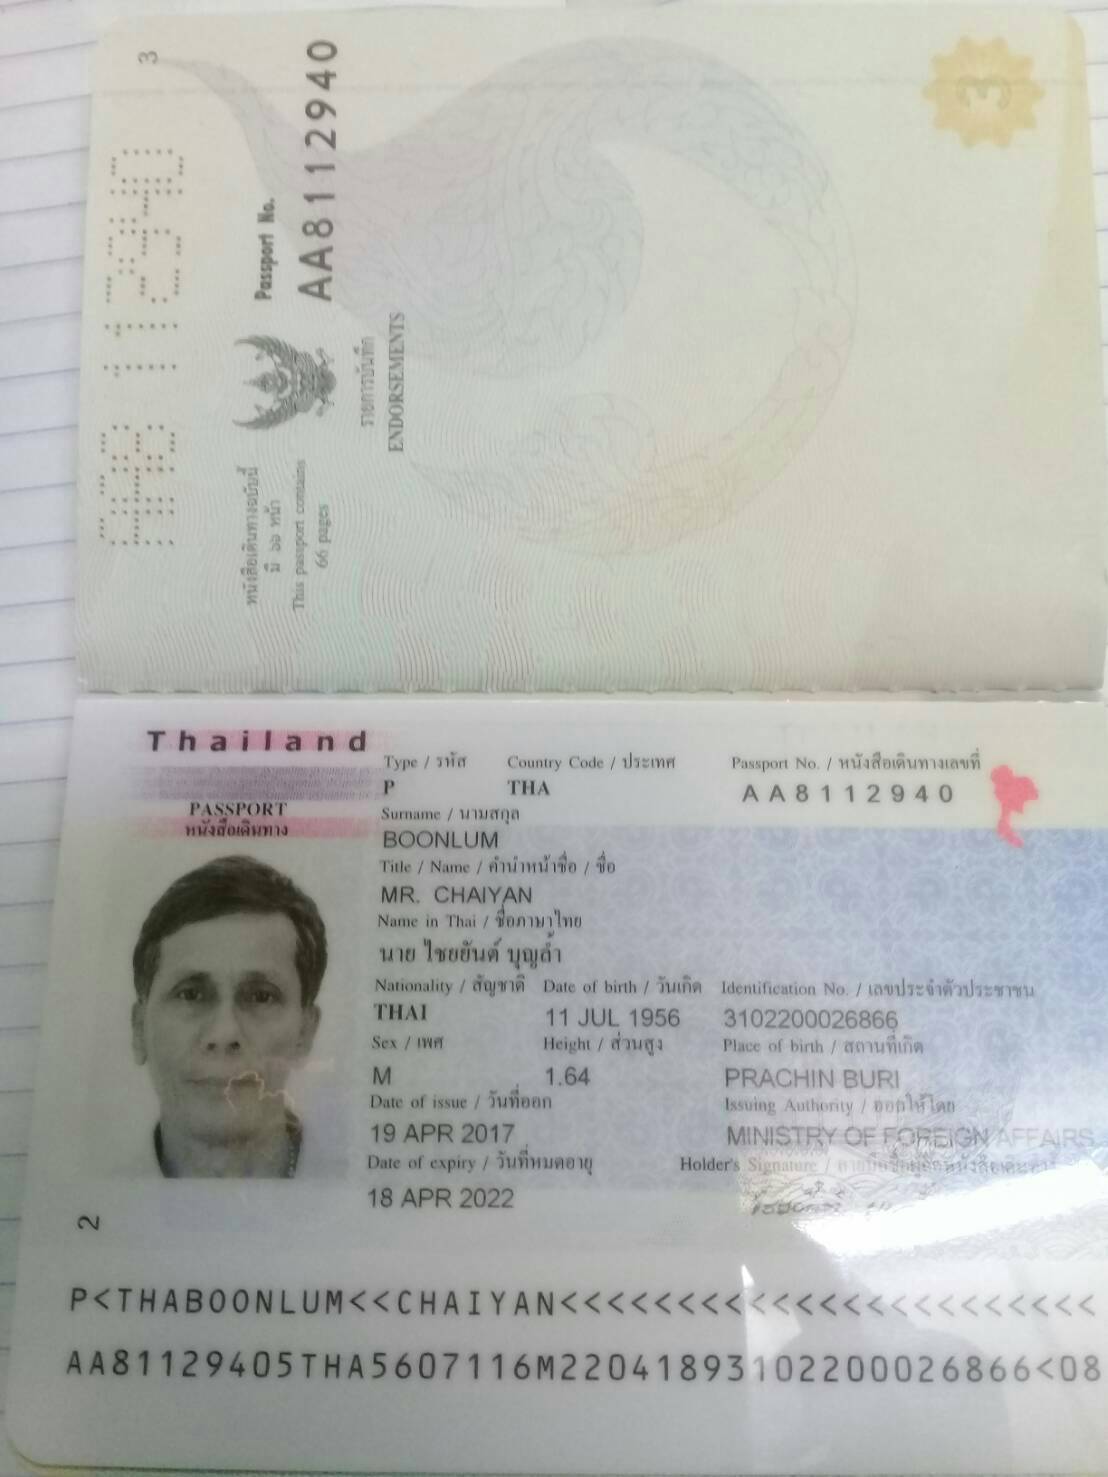 3
AA8112940
Passport No.
AA8112940
หนังสือเดินทางฉบับนี้
มี ๖๖ หน้า
This passport contains
66 pages
รายการบันทึก
ENDORSEMENTS
3
Thailand
PASSPORT
หนังสือเดินทาง
Type / รหัส Country Code / ประเทศ Passport No. / หนังสือเดินทางเลขที่
P THA AA8112940
Surname / นามสกุล
BOONLUM
Title / Name / คำนำหน้าชื่อ / ชื่อ
MR. CHAIYAN
Name in Thai / ชื่อภาษาไทย
นาย ไชยยันต์ บุญล้ำ
Nationality / สัญชาติ Date of birth / วันเกิด Identification No. / เลขประจำตัวประชาชน
THAI 11 JUL 1956 3102200026866
Sex / เพศ Height / ส่วนสูง Place of birth / สถานที่เกิด
M 1.64 PRACHIN BURI
Date of issue / วันที่ออก Issuing Authority / ออกให้โดย
19 APR 2017 MINISTRY OF FOREIGN AFFAIRS
Date of expiry / วันที่หมดอายุ Holder's Signature /
18 APR 2022
2
P<THABOONLUM<<CHAIYAN<<<<<<<<<<<<<<<<<<<<<<<
AA81129405THA5607116M22041893102200026866<08